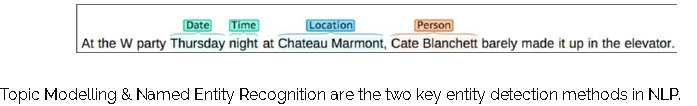 Date Time Location Person
At the W party Thursday night at Chateau Marmont, Cate Blanchett barely made it up in the elevator.
Topic Modelling & Named Entity Recognition are the two key entity detection methods in NLP.